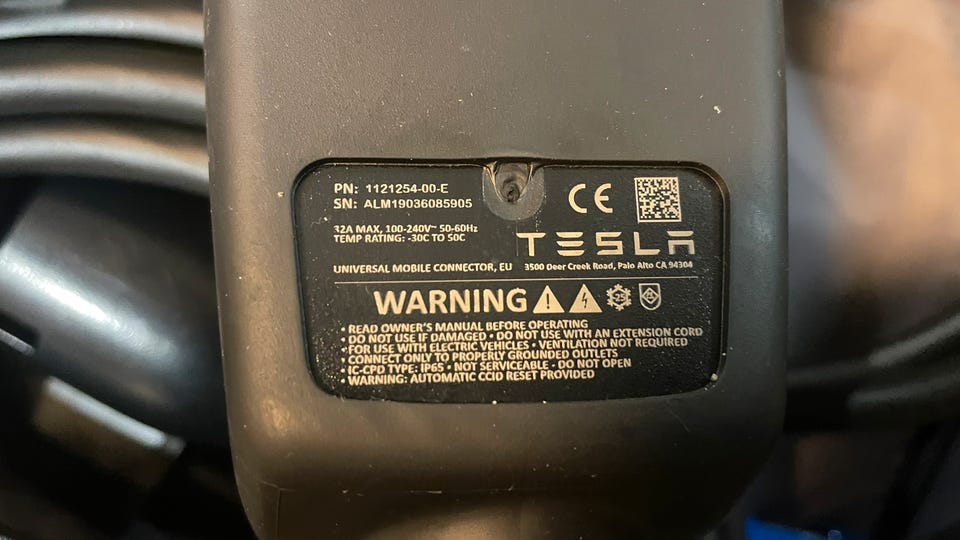 PN: 1121254-00-E
SN: ALM19036085905
CE
32A MAX, 100-240V~ 50-60Hz
TEMP RATING: -30C TO 50C
TESLA
UNIVERSAL MOBILE CONNECTOR, EU
3500 Deer Creek Road, Palo Alto CA 94304
WARNING
-25
• READ OWNER'S MANUAL BEFORE OPERATING
• DO NOT USE IF DAMAGED • DO NOT USE WITH AN EXTENSION CORD
• FOR USE WITH ELECTRIC VEHICLES • VENTILATION NOT REQUIRED
• CONNECT ONLY TO PROPERLY GROUNDED OUTLETS
• IC-CPD TYPE: IP65 • NOT SERVICEABLE • DO NOT OPEN
• WARNING: AUTOMATIC CCID RESET PROVIDED